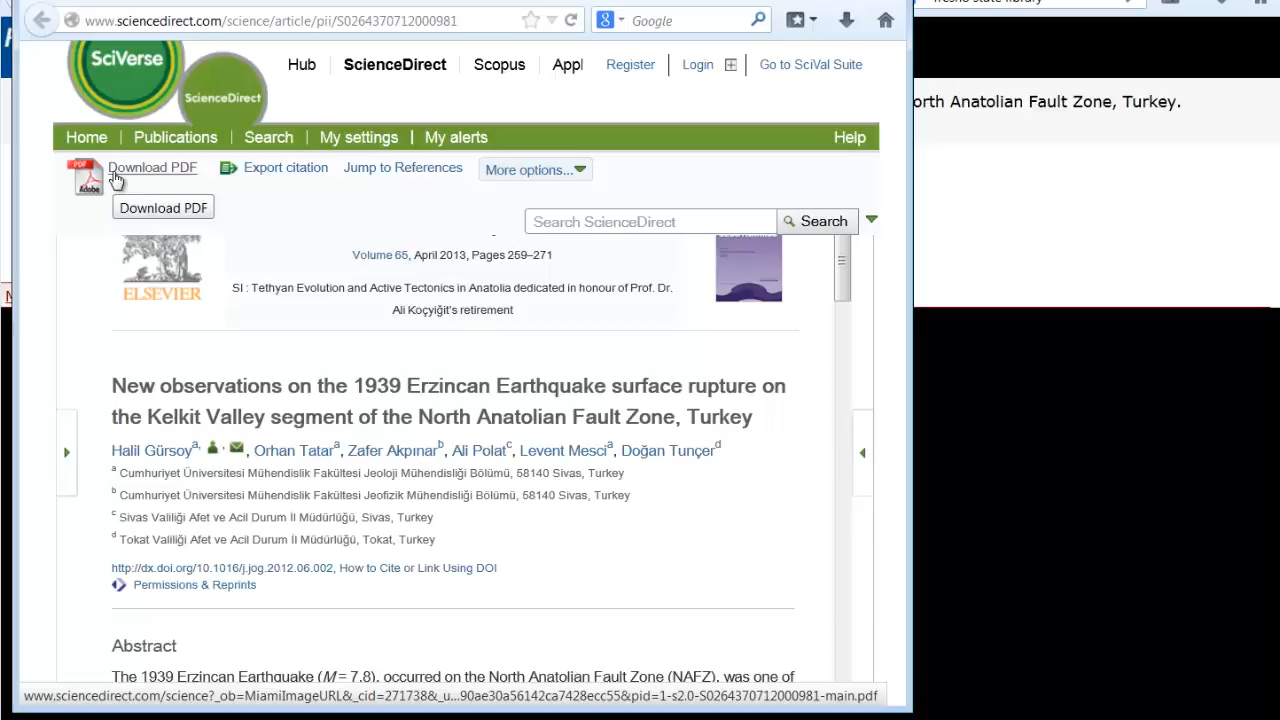 www.sciencedirect.com/science/article/pii/S0264370712000981
Google
SciVerse
ScienceDirect
Hub
ScienceDirect
Scopus
Appl
Register
Login
Go to SciVal Suite
orth Anatolian Fault Zone, Turkey.
Home | Publications | Search | My settings | My alerts
Help
PDF
Adobe
Download PDF
Export citation
Jump to References
More options...
Download PDF
Search ScienceDirect
Search
ELSEVIER
Volume 65, April 2013, Pages 259–271
SI : Tethyan Evolution and Active Tectonics in Anatolia dedicated in honour of Prof. Dr.
Ali Koçyiğit's retirement
New observations on the 1939 Erzincan Earthquake surface rupture on
the Kelkit Valley segment of the North Anatolian Fault Zone, Turkey
Halil Gürsoyᵃ, , Orhan Tatarᵃ, Zafer Akpınarᵇ, Ali Polatᶜ, Levent Mesciᵃ, Doğan Tunçerᵈ
ᵃ Cumhuriyet Üniversitesi Mühendislik Fakültesi Jeoloji Mühendisliği Bölümü, 58140 Sivas, Turkey
ᵇ Cumhuriyet Üniversitesi Mühendislik Fakültesi Jeofizik Mühendisliği Bölümü, 58140 Sivas, Turkey
ᶜ Sivas Valiliği Afet ve Acil Durum İl Müdürlüğü, Sivas, Turkey
ᵈ Tokat Valiliği Afet ve Acil Durum İl Müdürlüğü, Tokat, Turkey
http://dx.doi.org/10.1016/j.jog.2012.06.002, How to Cite or Link Using DOI
Permissions & Reprints
Abstract
The 1939 Erzincan Earthquake (M = 7.8), occurred on the North Anatolian Fault Zone (NAFZ), was one of
www.sciencedirect.com/science?_ob=MiamiImageURL&_cid=271738&_u...90ae30a56142ca7428ecc55&pid=1-s2.0-S0264370712000981-main.pdf